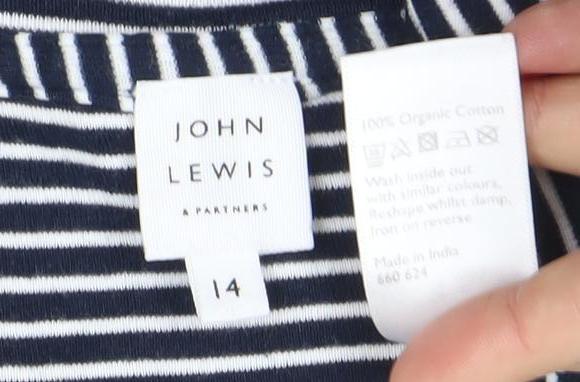 JOHN
LEWIS
& PARTNERS
14
100% Organic Cotton
Wash inside out
with similar colours,
Reshape whilst damp,
Iron on reverse
Made in India
660 624